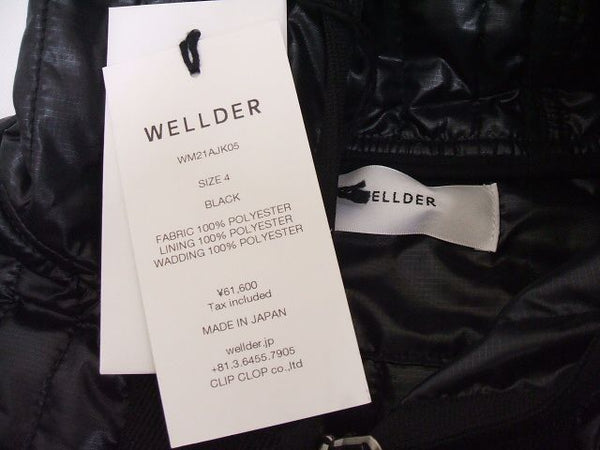 WELLDER
WM21AJK05
SIZE 4
BLACK
FABRIC 100% POLYESTER
LINING 100% POLYESTER
WADDING 100% POLYESTER
¥61,600
Tax included
MADE IN JAPAN
wellder.jp
+81.3.6455.7905
CLIP CLOP co.,ltd
ELLDER